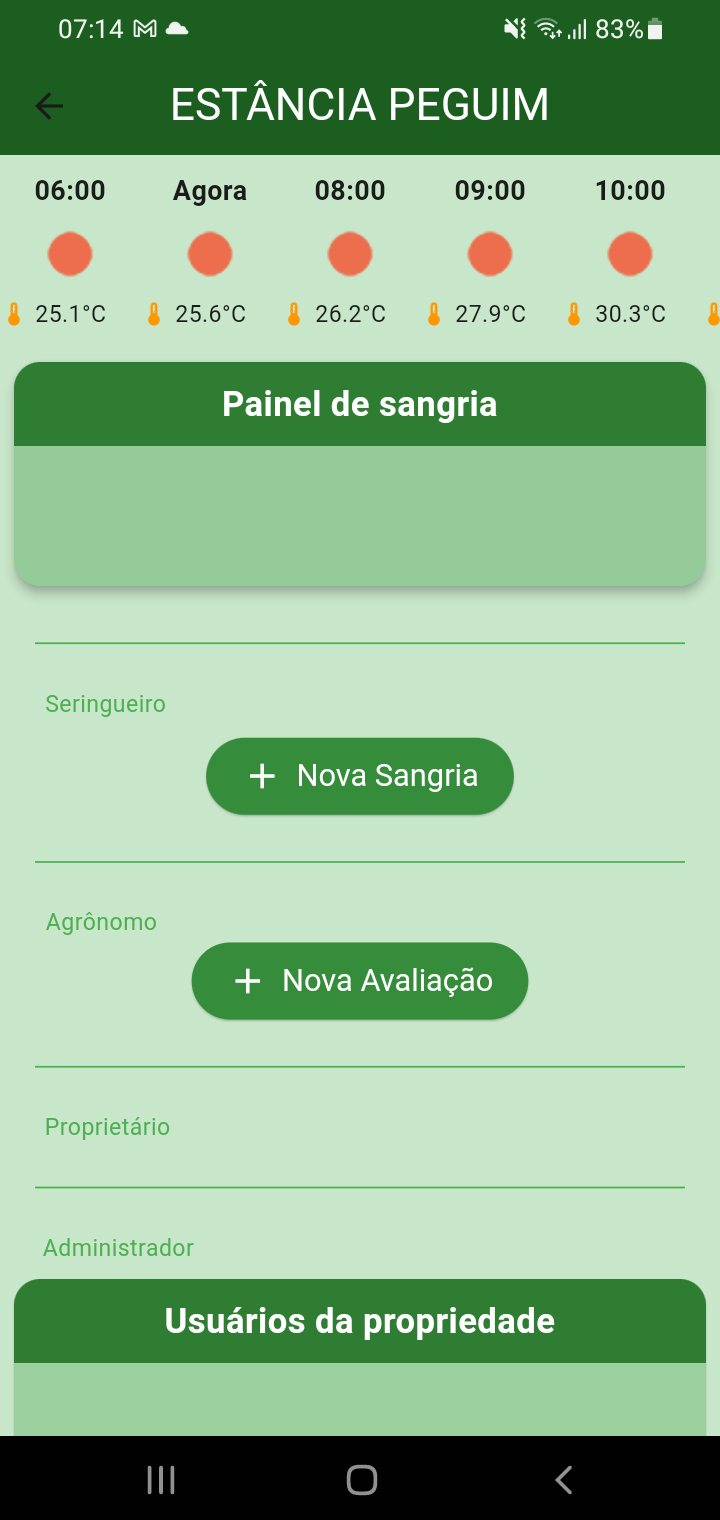 07:14 83%
ESTÂNCIA PEGUIM
06:00 Agora 08:00 09:00 10:00
25.1°C 25.6°C 26.2°C 27.9°C 30.3°C
Painel de sangria
Seringueiro
+ Nova Sangria
Agrônomo
+ Nova Avaliação
Proprietário
Administrador
Usuários da propriedade